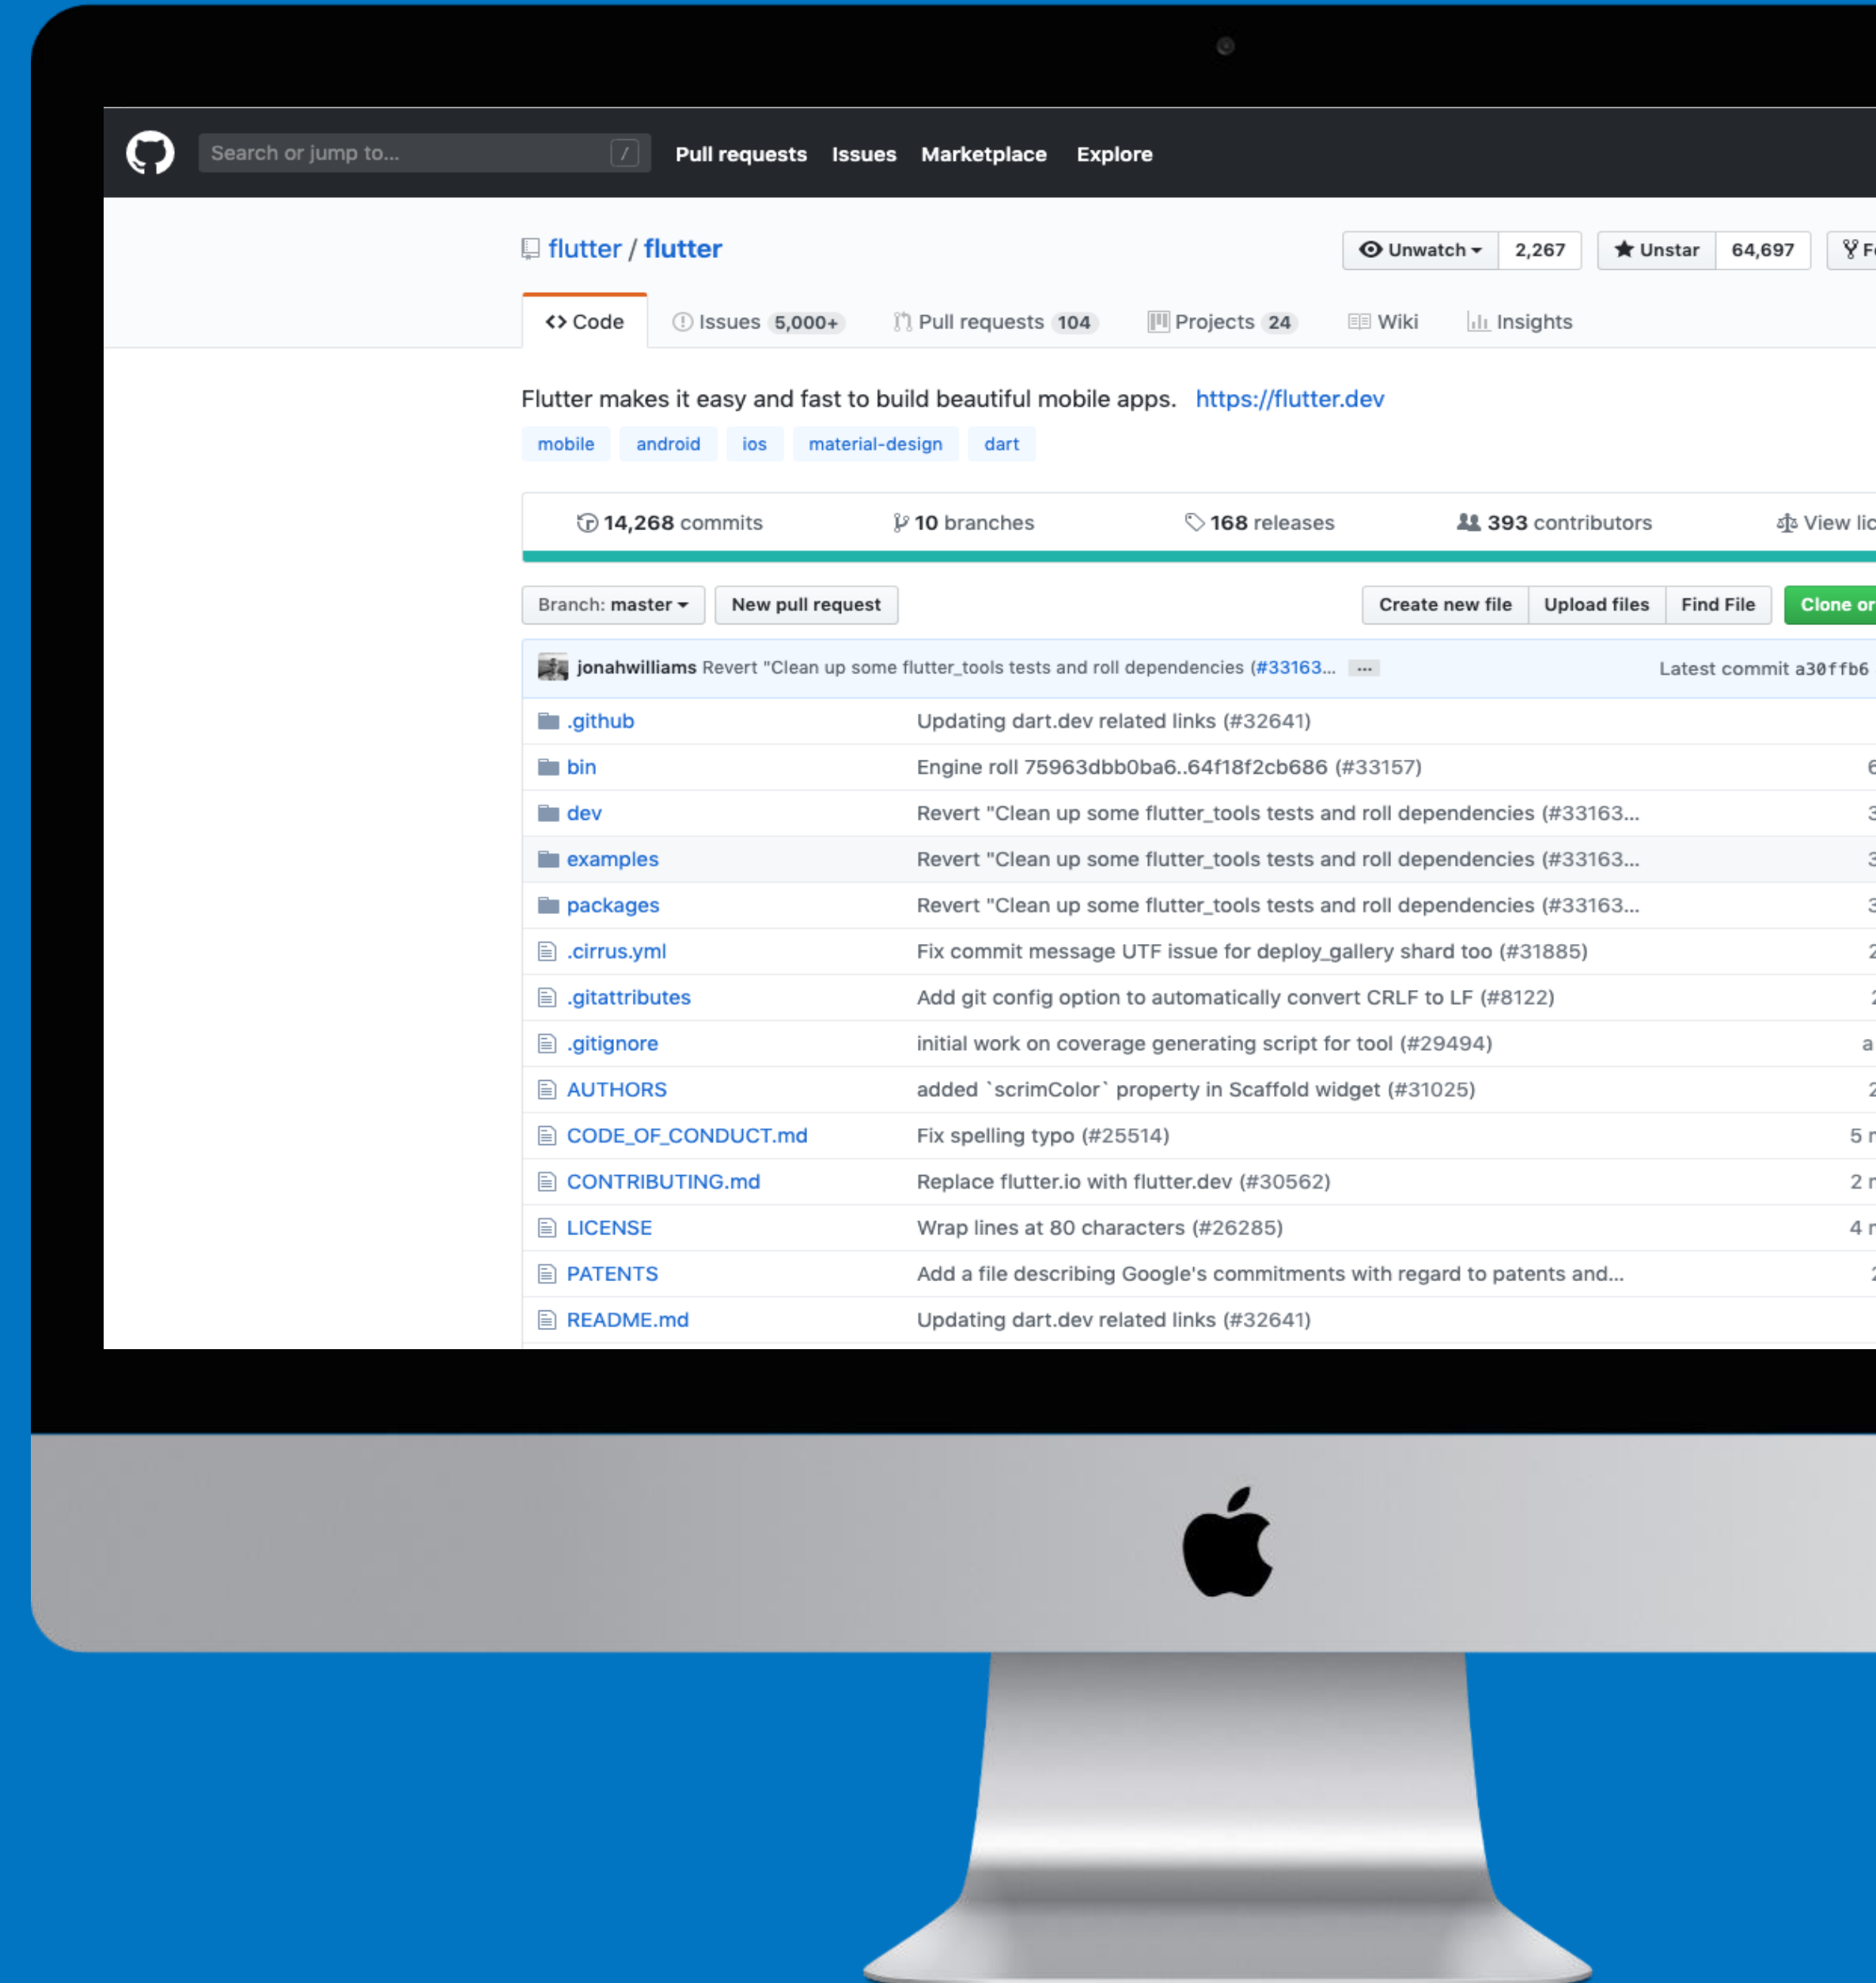 Search or jump to... / Pull requests Issues Marketplace Explore
flutter / flutter Unwatch 2,267 Unstar 64,697
Code Issues 5,000+ Pull requests 104 Projects 24 Wiki Insights
Flutter makes it easy and fast to build beautiful mobile apps. https://flutter.dev
mobile android ios material-design dart
14,268 commits 10 branches 168 releases 393 contributors View
Branch: master New pull request Create new file Upload files Find File Clone or
jonahwilliams Revert "Clean up some flutter_tools tests and roll dependencies (#33163... ... Latest commit a30ffb6
.github Updating dart.dev related links (#32641)
bin Engine roll 75963dbb0ba6..64f18f2cb686 (#33157)
dev Revert "Clean up some flutter_tools tests and roll dependencies (#33163...
examples Revert "Clean up some flutter_tools tests and roll dependencies (#33163...
packages Revert "Clean up some flutter_tools tests and roll dependencies (#33163...
.cirrus.yml Fix commit message UTF issue for deploy_gallery shard too (#31885)
.gitattributes Add git config option to automatically convert CRLF to LF (#8122)
.gitignore initial work on coverage generating script for tool (#29494) a
AUTHORS added `scrimColor` property in Scaffold widget (#31025)
CODE_OF_CONDUCT.md Fix spelling typo (#25514) 5
CONTRIBUTING.md Replace flutter.io with flutter.dev (#30562) 2
LICENSE Wrap lines at 80 characters (#26285) 4
PATENTS Add a file describing Google's commitments with regard to patents and...
README.md Updating dart.dev related links (#32641)